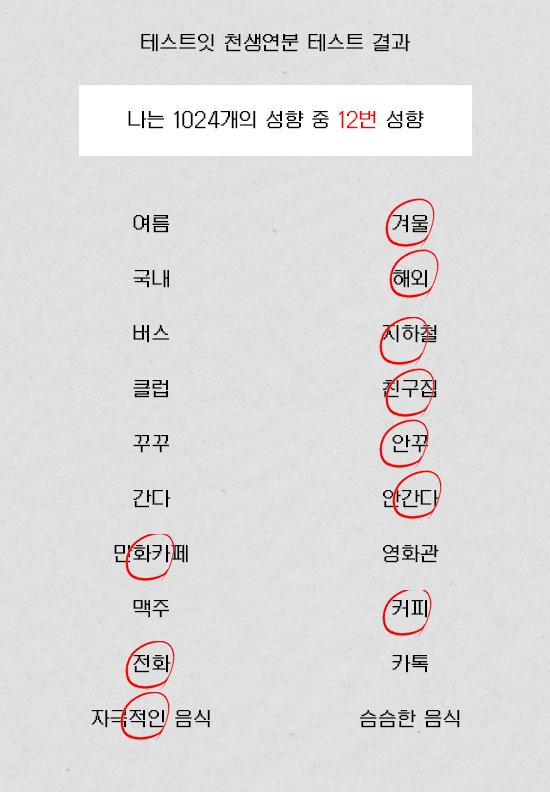 테스트잇 천생연분 테스트 결과
나는 1024개의 성향 중 12번 성향
여름 겨울
국내 해외
버스 지하철
클럽 친구집
꾸꾸 안꾸
간다 안간다
만화카페 영화관
맥주 커피
전화 카톡
자극적인 음식 슴슴한 음식